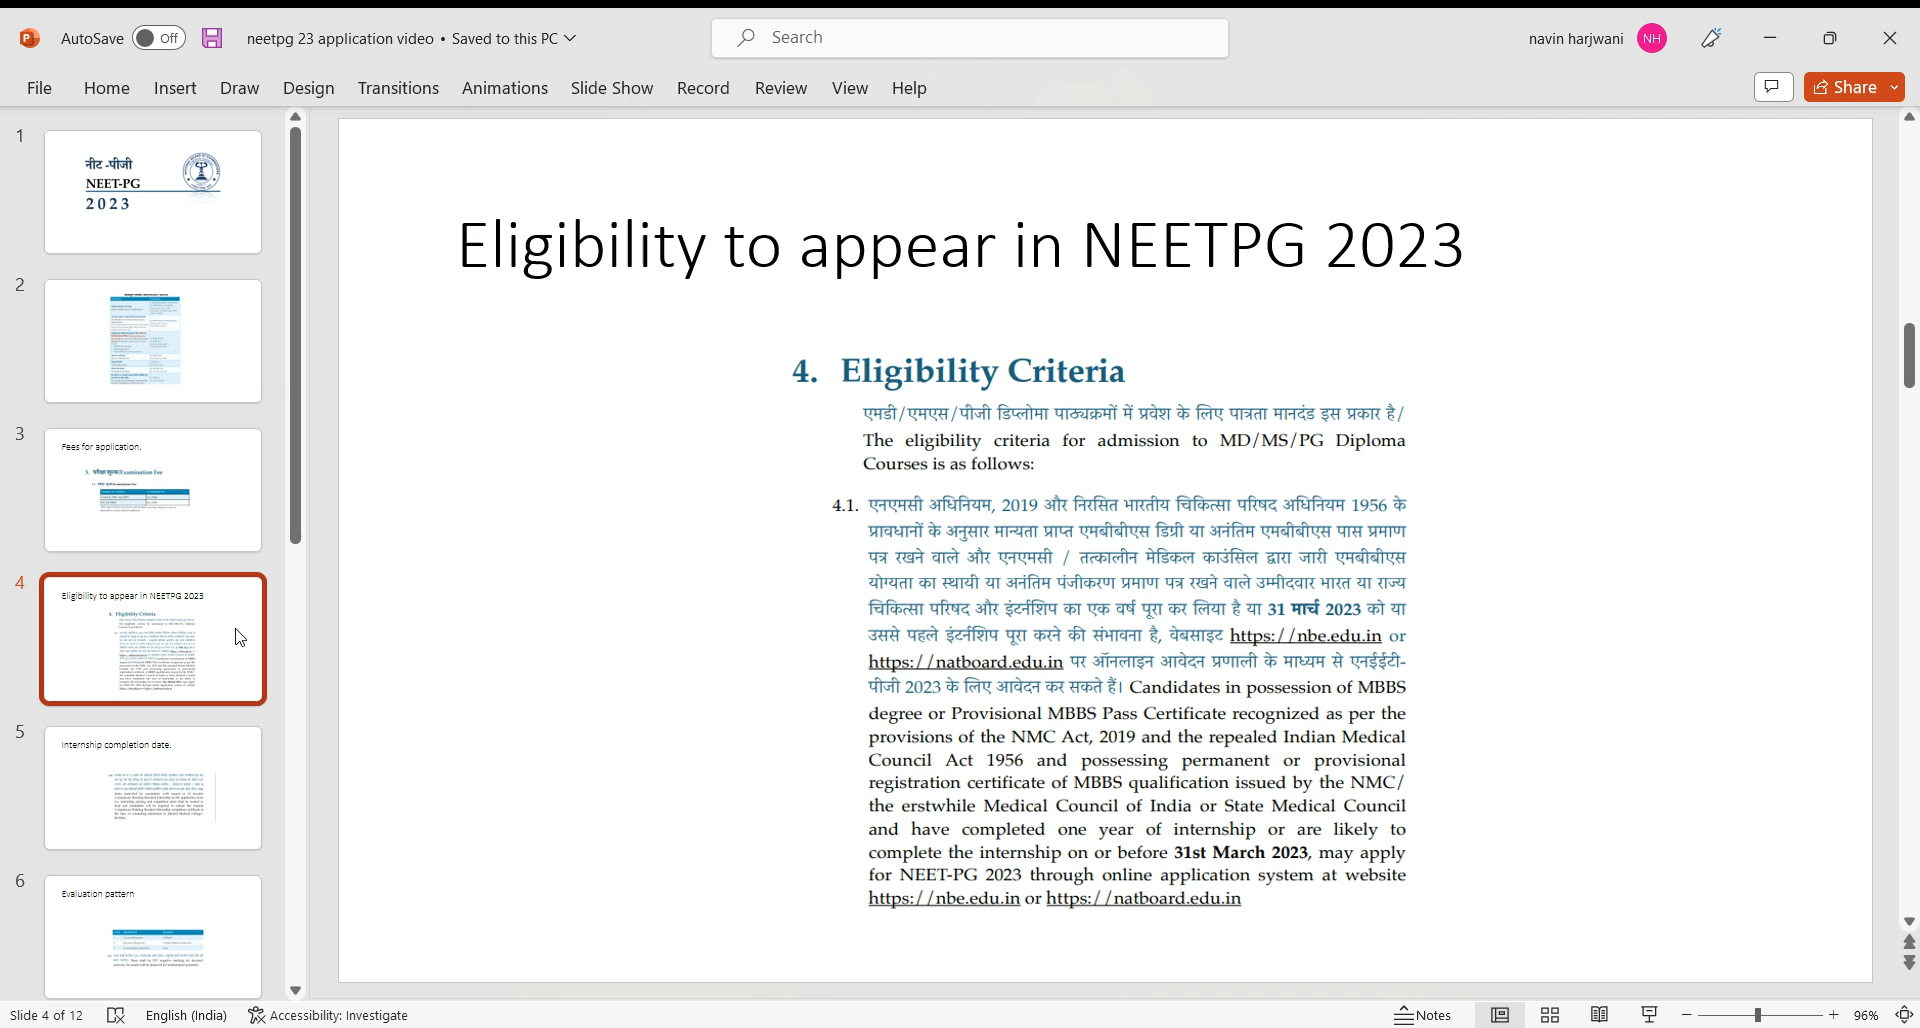 AutoSave Off neetpg 23 application video • Saved to this PC Search navin harjwani NH
File Home Insert Draw Design Transitions Animations Slide Show Record Review View Help Share
1
नीट -पीजी
NEET-PG
2023
2
3
Fees for application.
4
Eligibility to appear in NEETPG 2023
4. Eligibility Criteria
5
Internship completion date.
6
Evaluation pattern
Eligibility to appear in NEETPG 2023
4. Eligibility Criteria
एमडी/एमएस/पीजी डिप्लोमा पाठ्यक्रमों में प्रवेश के लिए पात्रता मानदंड इस प्रकार है/
The eligibility criteria for admission to MD/MS/PG Diploma
Courses is as follows:
4.1. एनएमसी अधिनियम, 2019 और निरसित भारतीय चिकित्सा परिषद अधिनियम 1956 के
प्रावधानों के अनुसार मान्यता प्राप्त एमबीबीएस डिग्री या अनंतिम एमबीबीएस पास प्रमाण
पत्र रखने वाले और एनएमसी / तत्कालीन मेडिकल काउंसिल द्वारा जारी एमबीबीएस
योग्यता का स्थायी या अनंतिम पंजीकरण प्रमाण पत्र रखने वाले उम्मीदवार भारत या राज्य
चिकित्सा परिषद और इंटर्नशिप का एक वर्ष पूरा कर लिया है या 31 मार्च 2023 को या
उससे पहले इंटर्नशिप पूरा करने की संभावना है, वेबसाइट https://nbe.edu.in or
https://natboard.edu.in पर ऑनलाइन आवेदन प्रणाली के माध्यम से एनईईटी-
पीजी 2023 के लिए आवेदन कर सकते हैं। Candidates in possession of MBBS
degree or Provisional MBBS Pass Certificate recognized as per the
provisions of the NMC Act, 2019 and the repealed Indian Medical
Council Act 1956 and possessing permanent or provisional
registration certificate of MBBS qualification issued by the NMC/
the erstwhile Medical Council of India or State Medical Council
and have completed one year of internship or are likely to
complete the internship on or before 31st March 2023, may apply
for NEET-PG 2023 through online application system at website
https://nbe.edu.in or https://natboard.edu.in
Slide 4 of 12 English (India) Accessibility: Investigate Notes 96%